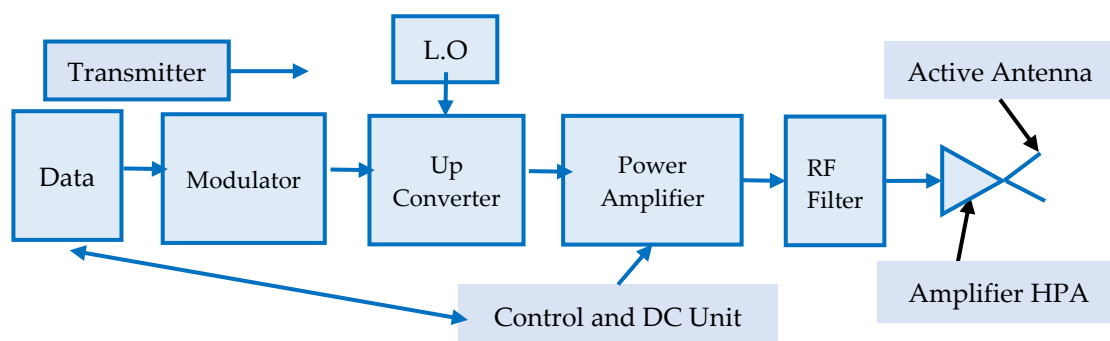 L.O
Transmitter
Active Antenna
Data
Modulator
Up
Converter
Power
Amplifier
RF
Filter
Amplifier HPA
Control and DC Unit